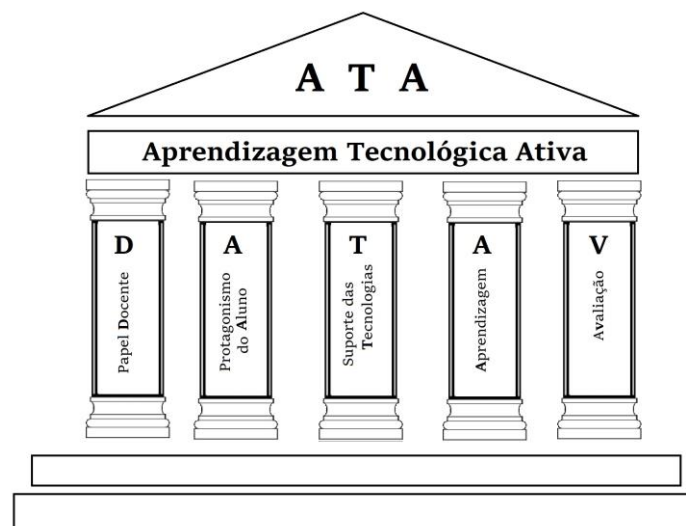 A T A
Aprendizagem Tecnológica Ativa
D
Papel Docente
A
Protagonismo
do Aluno
T
Suporte das
Tecnologias
A
Aprendizagem
V
Avaliação